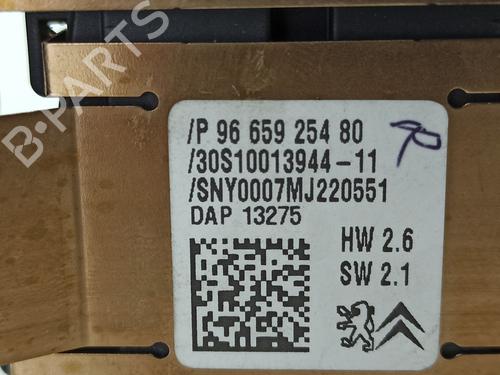 B-PARTS
/P 96 659 254 80
/30S10013944-11
/SNY0007MJ220551
DAP 13275
HW 2.6
SW 2.1